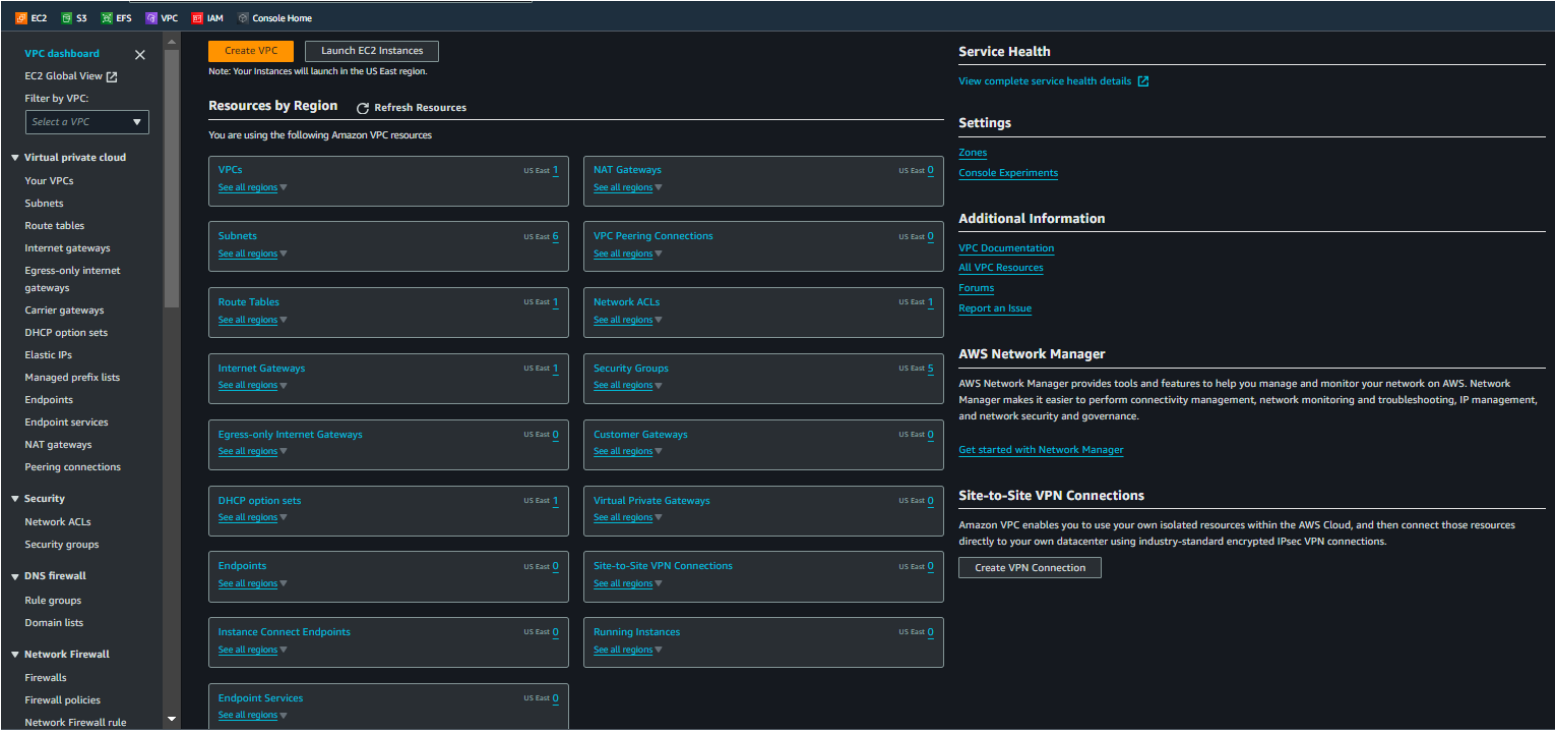 EC2 S3 EFS VPC IAM Console Home
VPC dashboard
EC2 Global View
Filter by VPC:
Select a VPC
Virtual private cloud
Your VPCs
Subnets
Route tables
Internet gateways
Egress-only internet
gateways
Carrier gateways
DHCP option sets
Elastic IPs
Managed prefix lists
Endpoints
Endpoint services
NAT gateways
Peering connections
Security
Network ACLs
Security groups
DNS firewall
Rule groups
Domain lists
Network Firewall
Firewalls
Firewall policies
Network Firewall rule
Create VPC Launch EC2 Instances
Note: Your Instances will launch in the US East region.
Resources by Region Refresh Resources
You are using the following Amazon VPC resources
VPCs US East 1
See all regions
NAT Gateways US East 0
See all regions
Subnets US East 6
See all regions
VPC Peering Connections US East 0
See all regions
Route Tables US East 1
See all regions
Network ACLs US East 1
See all regions
Internet Gateways US East 1
See all regions
Security Groups US East 5
See all regions
Egress-only Internet Gateways US East 0
See all regions
Customer Gateways US East 0
See all regions
DHCP option sets US East 1
See all regions
Virtual Private Gateways US East 0
See all regions
Endpoints US East 0
See all regions
Site-to-Site VPN Connections US East 0
See all regions
Instance Connect Endpoints US East 0
See all regions
Running Instances US East 0
See all regions
Endpoint Services US East 0
See all regions
Service Health
View complete service health details
Settings
Zones
Console Experiments
Additional Information
VPC Documentation
All VPC Resources
Forums
Report an Issue
AWS Network Manager
AWS Network Manager provides tools and features to help you manage and monitor your network on AWS. Network
Manager makes it easier to perform connectivity management, network monitoring and troubleshooting, IP management,
and network security and governance.
Get started with Network Manager
Site-to-Site VPN Connections
Amazon VPC enables you to use your own isolated resources within the AWS Cloud, and then connect those resources
directly to your own datacenter using industry-standard encrypted IPsec VPN connections.
Create VPN Connection